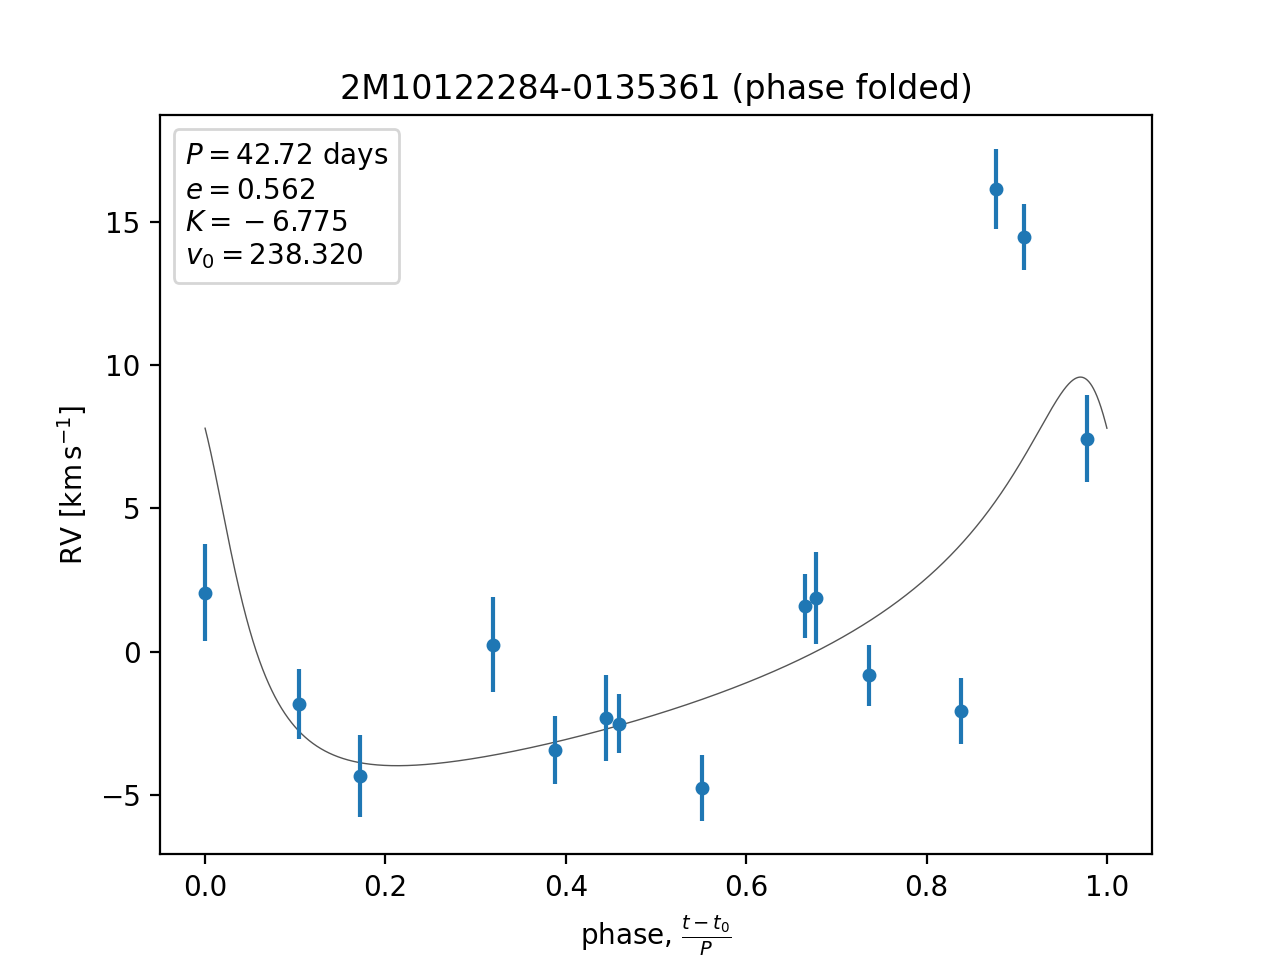 2M10122284-0135361 (phase folded)
P = 42.72 days
e = 0.562
K = −6.775
v₀ = 238.320
15
10
5
0
−5
RV [km s⁻¹]
0.0 0.2 0.4 0.6 0.8 1.0
phase, (t − t₀)/P